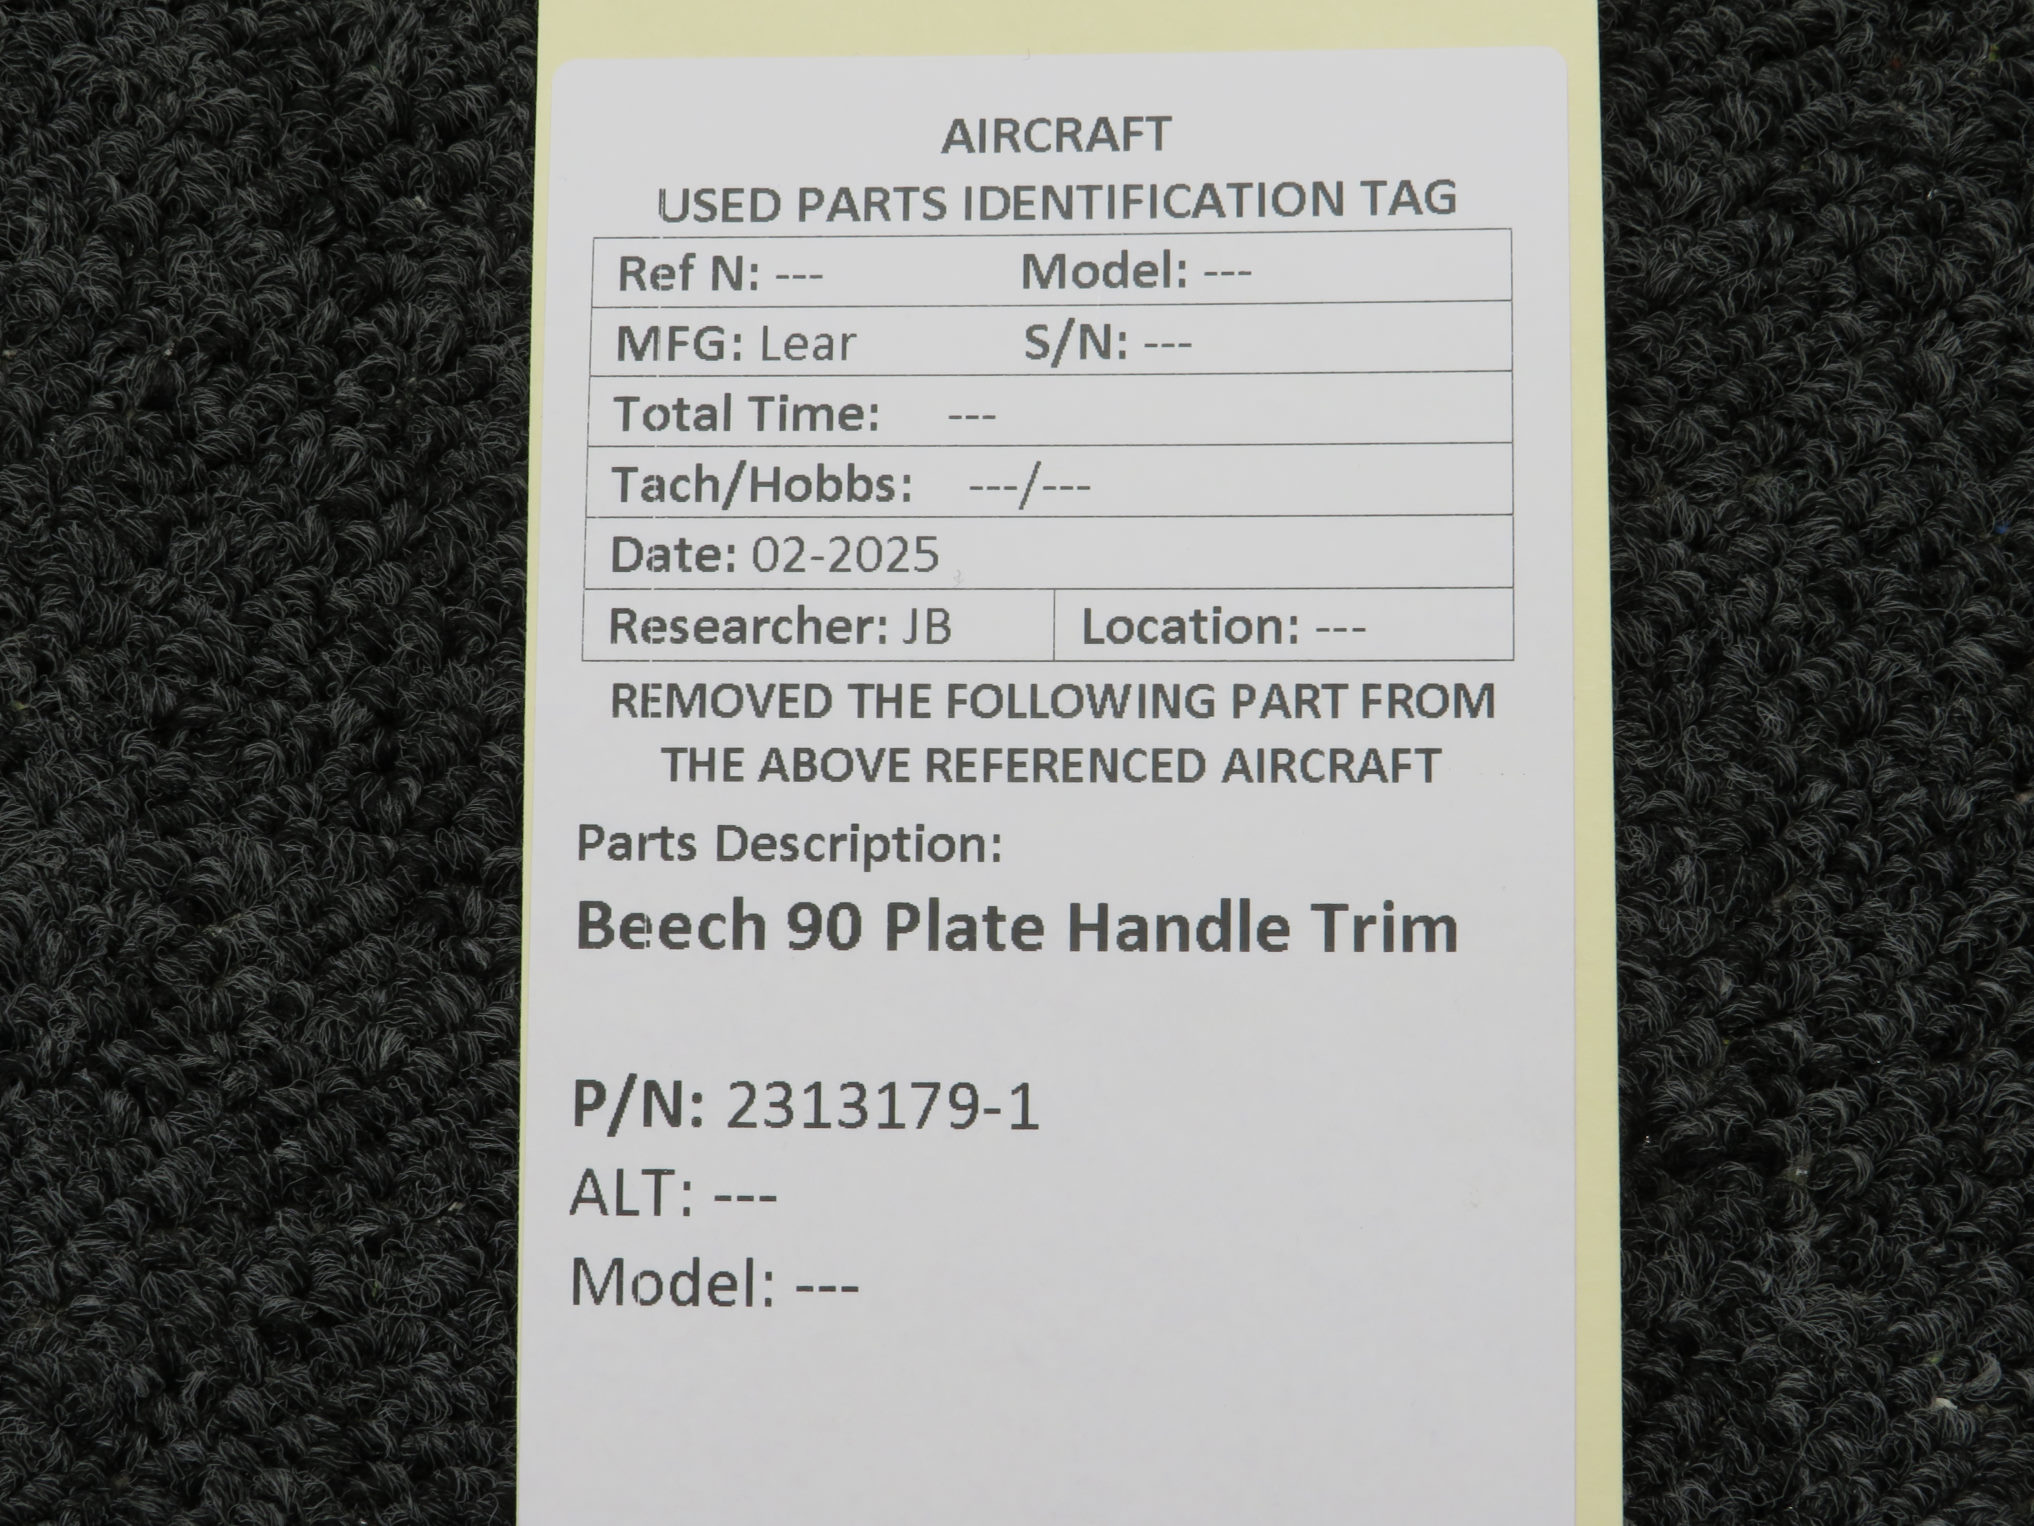 AIRCRAFT
USED PARTS IDENTIFICATION TAG
Ref N: --- Model: ---
MFG: Lear S/N: ---
Total Time: ---
Tach/Hobbs: ---/---
Date: 02-2025
Researcher: JB Location: ---
REMOVED THE FOLLOWING PART FROM
THE ABOVE REFERENCED AIRCRAFT
Parts Description:
Beech 90 Plate Handle Trim
P/N: 2313179-1
ALT: ---
Model: ---